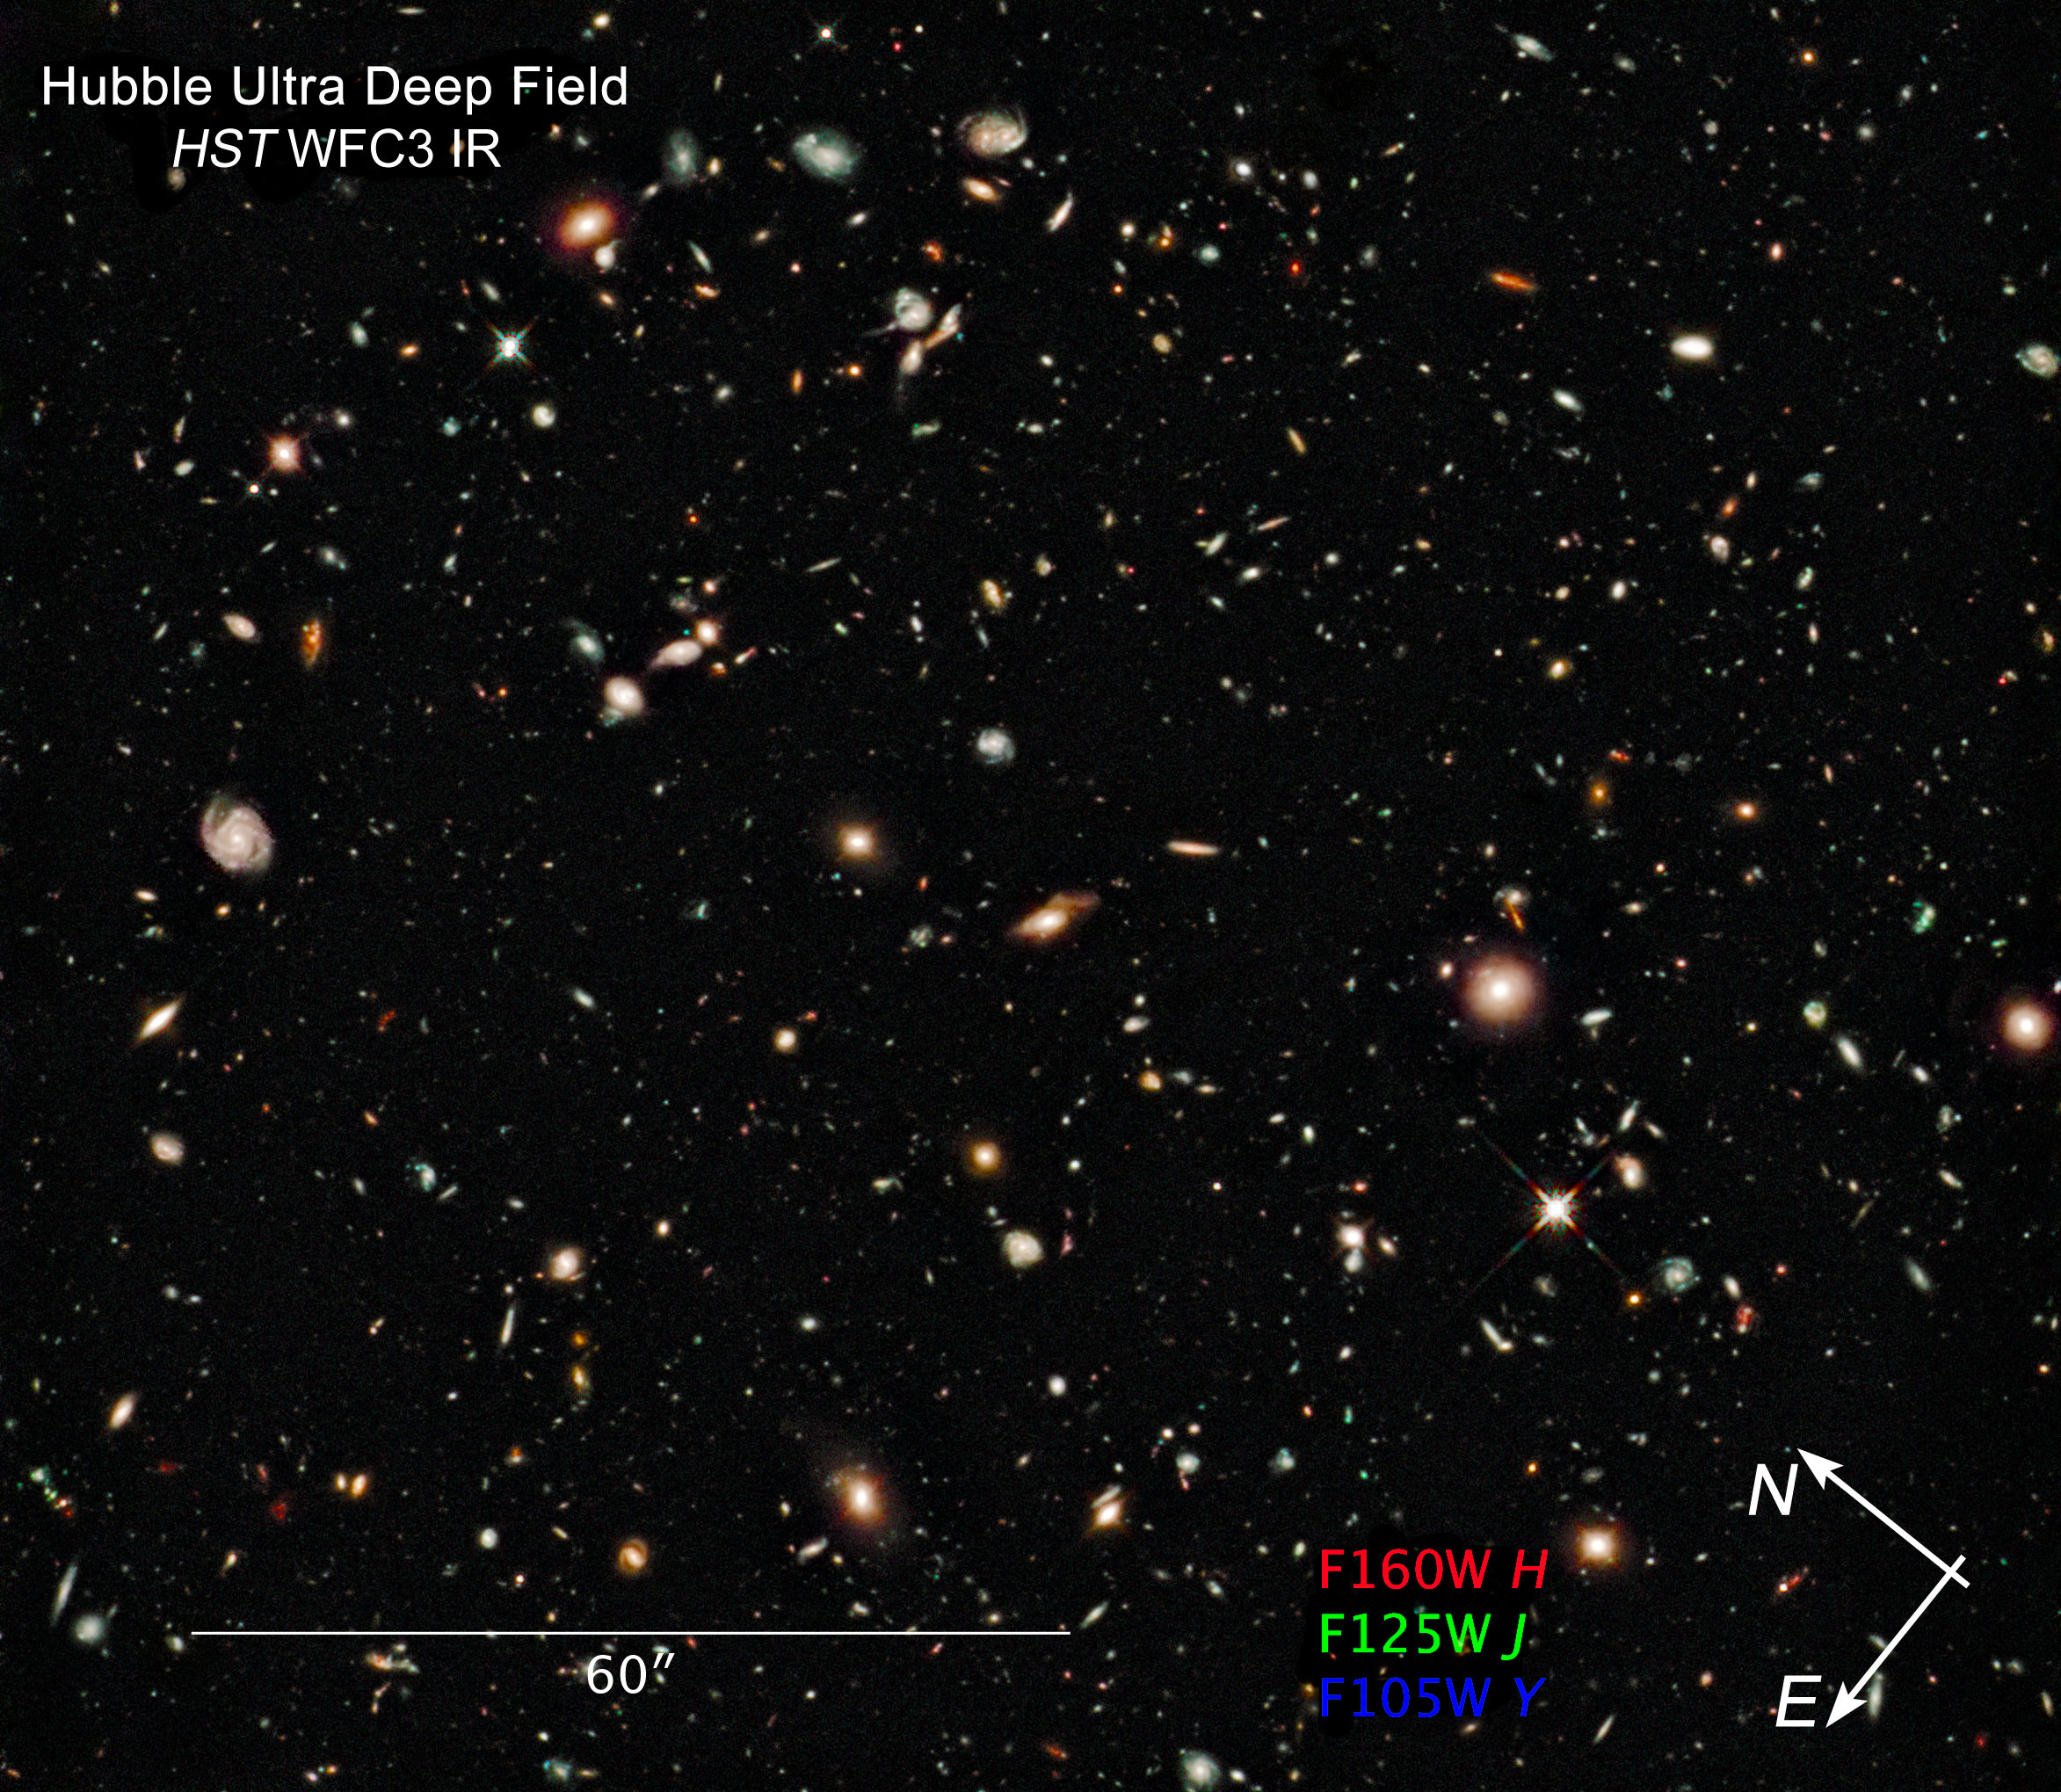 Hubble Ultra Deep Field
HST WFC3 IR
N
F160W H
F125W J
60″
F105W Y
E